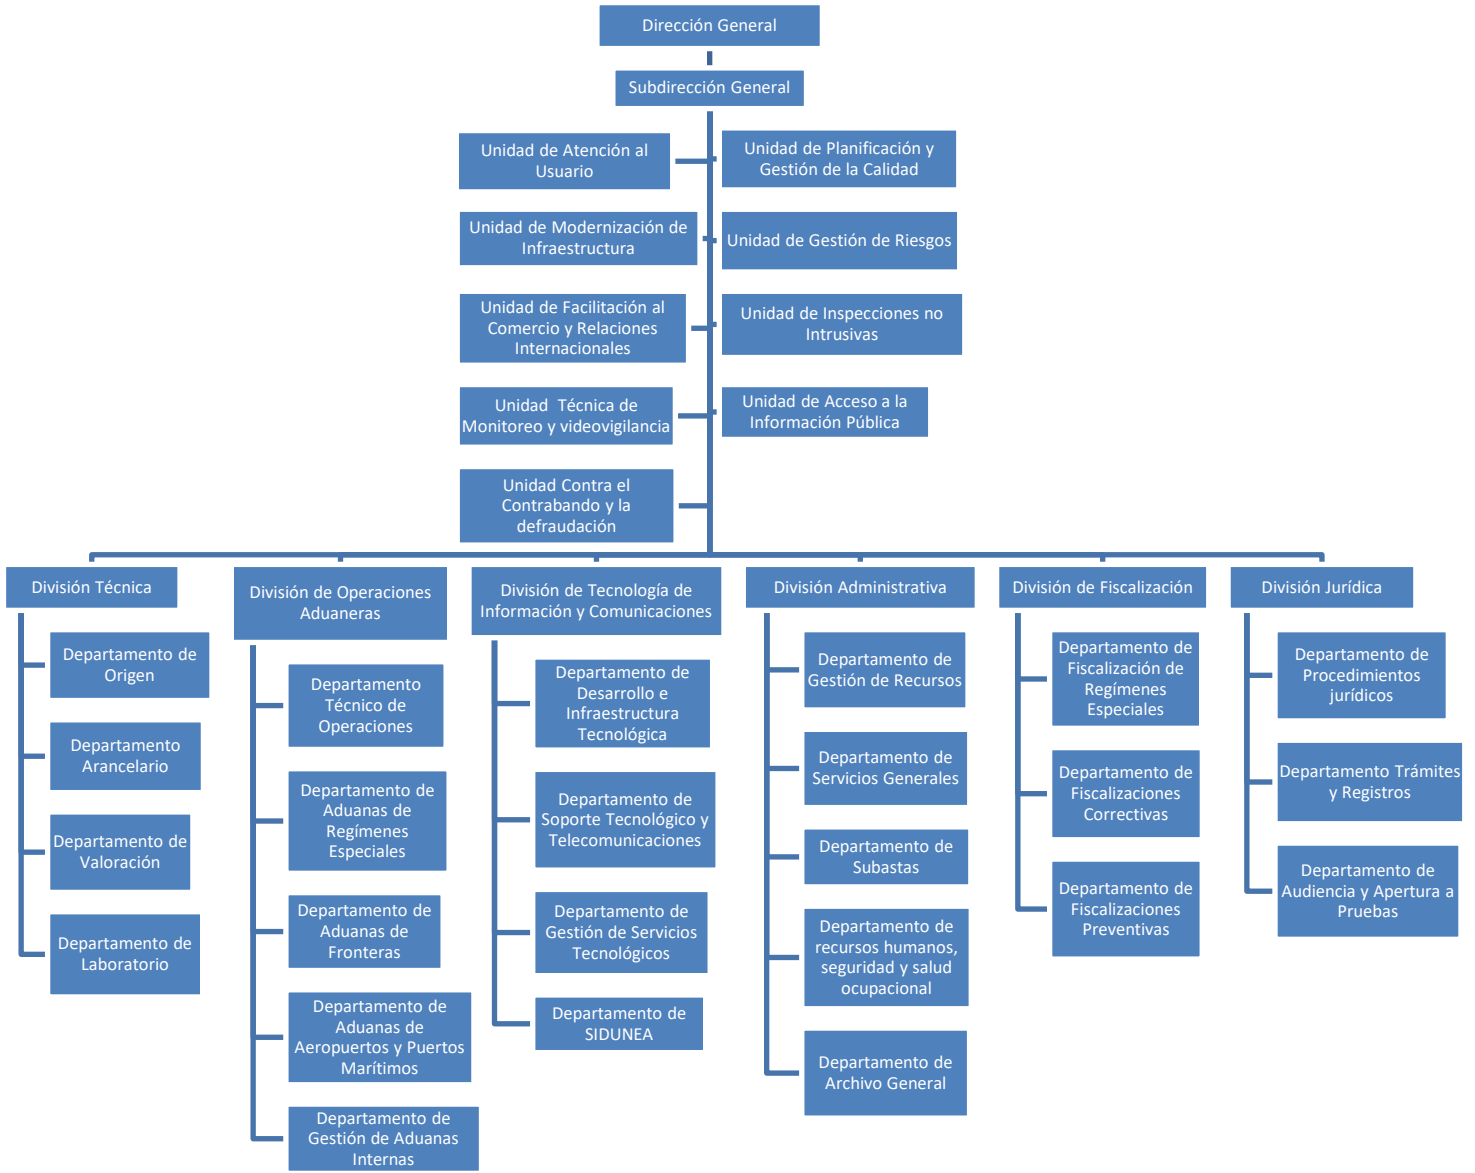 Dirección General
Subdirección General
Unidad de Atención al
Usuario
Unidad de Planificación y
Gestión de la Calidad
Unidad de Modernización de
Infraestructura
Unidad de Gestión de Riesgos
Unidad de Facilitación al
Comercio y Relaciones
Internacionales
Unidad de Inspecciones no
Intrusivas
Unidad Técnica de
Monitoreo y videovigilancia
Unidad de Acceso a la
Información Pública
Unidad Contra el
Contrabando y la
defraudación
División Técnica
Departamento de
Origen
Departamento
Arancelario
Departamento de
Valoración
Departamento de
Laboratorio
División de Operaciones
Aduaneras
Departamento
Técnico de
Operaciones
Departamento de
Aduanas de
Regímenes
Especiales
Departamento de
Aduanas de
Fronteras
Departamento de
Aduanas de
Aeropuertos y Puertos
Marítimos
Departamento de
Gestión de Aduanas
Internas
División de Tecnología de
Información y Comunicaciones
Departamento de
Desarrollo e
Infraestructura
Tecnológica
Departamento de
Soporte Tecnológico y
Telecomunicaciones
Departamento de
Gestión de Servicios
Tecnológicos
Departamento de
SIDUNEA
División Administrativa
Departamento de
Gestión de Recursos
Departamento de
Servicios Generales
Departamento de
Subastas
Departamento de
recursos humanos,
seguridad y salud
ocupacional
Departamento de
Archivo General
División de Fiscalización
Departamento de
Fiscalización de
Regímenes
Especiales
Departamento de
Fiscalizaciones
Correctivas
Departamento de
Fiscalizaciones
Preventivas
División Jurídica
Departamento de
Procedimientos
jurídicos
Departamento Trámites
y Registros
Departamento de
Audiencia y Apertura a
Pruebas